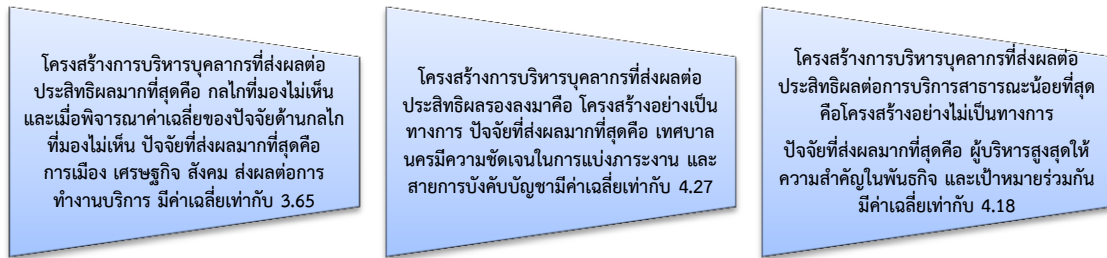 โครงสร้างการบริหารบุคลากรที่ส่งผลต่อ
ประสิทธิผลมากที่สุดคือ กลไกที่มองไม่เห็น
และเมื่อพิจารณาค่าเฉลี่ยของปัจจัยด้านกลไก
ที่มองไม่เห็น ปัจจัยที่ส่งผลมากที่สุดคือ
การเมือง เศรษฐกิจ สังคม ส่งผลต่อการ
ทำงานบริการ มีค่าเฉลี่ยเท่ากับ 3.65
โครงสร้างการบริหารบุคลากรที่ส่งผลต่อ
ประสิทธิผลรองลงมาคือ โครงสร้างอย่างเป็น
ทางการ ปัจจัยที่ส่งผลมากที่สุดคือ เทศบาล
นครมีความชัดเจนในการแบ่งภาระงาน และ
สายการบังคับบัญชามีค่าเฉลี่ยเท่ากับ 4.27
โครงสร้างการบริหารบุคลากรที่ส่งผลต่อ
ประสิทธิผลต่อการบริการสาธารณะน้อยที่สุด
คือโครงสร้างอย่างไม่เป็นทางการ
ปัจจัยที่ส่งผลมากที่สุดคือ ผู้บริหารสูงสุดให้
ความสำคัญในพันธกิจ และเป้าหมายร่วมกัน
มีค่าเฉลี่ยเท่ากับ 4.18